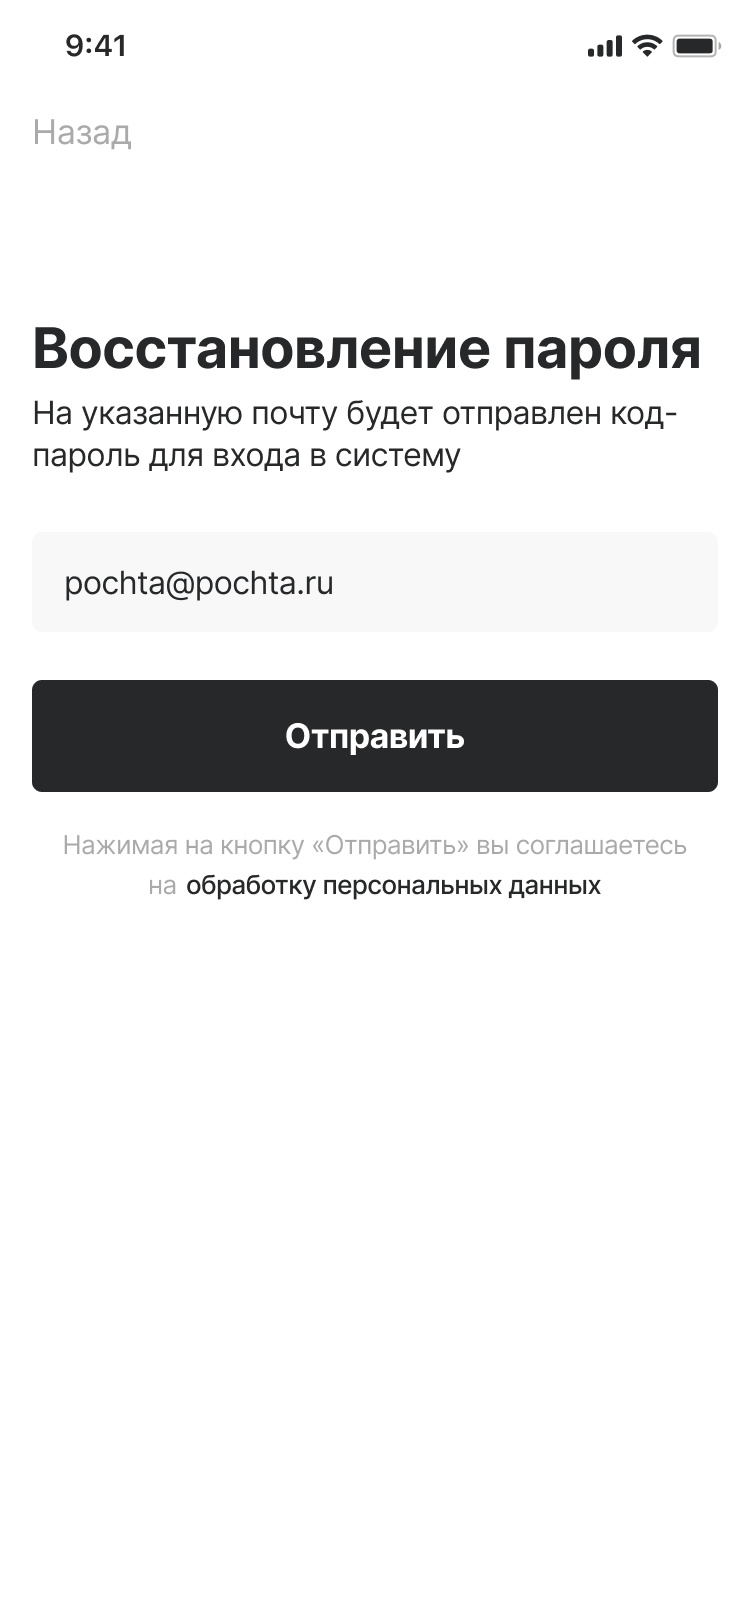 9:41
Назад
Восстановление пароля
На указанную почту будет отправлен код-
пароль для входа в систему
pochta@pochta.ru
Отправить
Нажимая на кнопку «Отправить» вы соглашаетесь
на обработку персональных данных